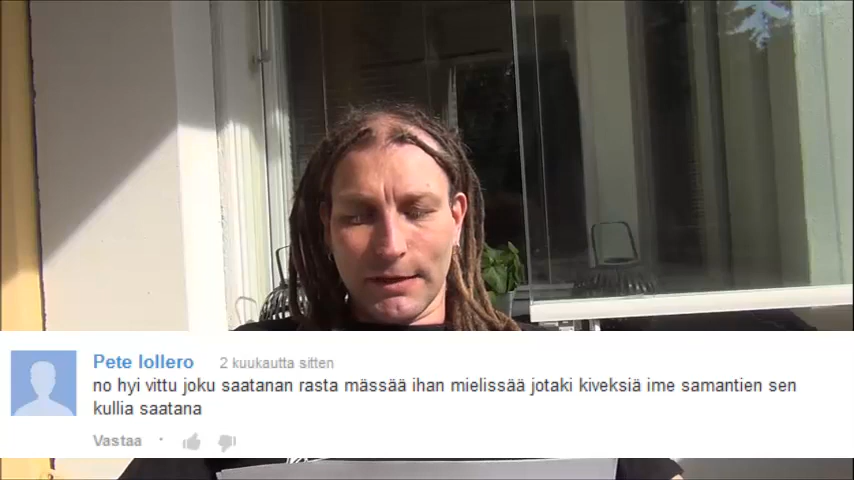 Pete lollero 2 kuukautta sitten
no hyi vittu joku saatanan rasta mässää ihan mielissää jotaki kiveksiä ime samantien sen
kullia saatana
Vastaa ·